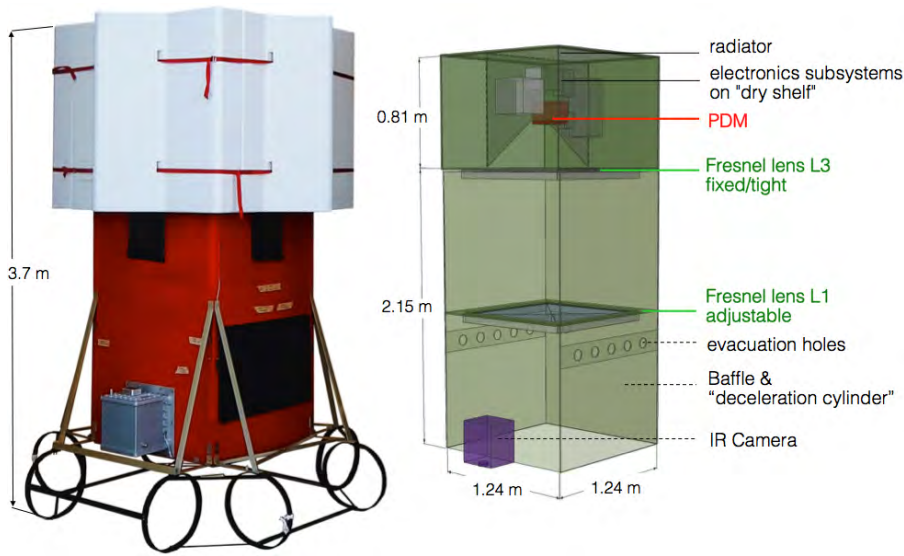 3.7 m
0.81 m
2.15 m
1.24 m
1.24 m
radiator
electronics subsystems
on "dry shelf"
PDM
Fresnel lens L3
fixed/tight
Fresnel lens L1
adjustable
evacuation holes
Baffle &
“deceleration cylinder”
IR Camera